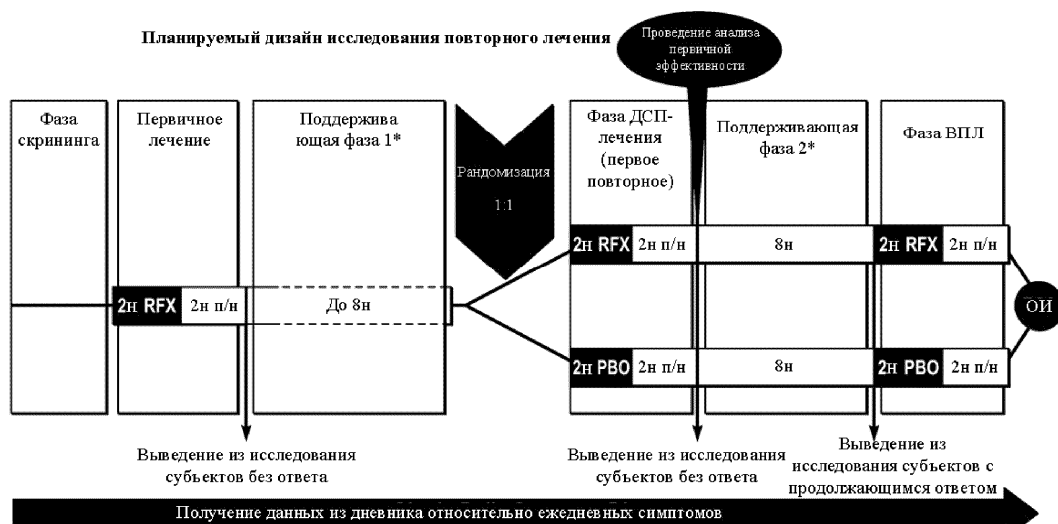 Планируемый дизайн исследования повторного лечения
Проведение анализа
первичной
эффективности
Фаза
скрининга
Первичное
лечение
Поддержива
ющая фаза 1*
Рандомизация
1:1
Фаза ДСП-
лечения
(первое
повторное)
Поддерживающая
фаза 2*
Фаза ВПЛ
2н RFX
2н п/н
8н
2н RFX
2н п/н
2н RFX
2н п/н
До 8н
ОИ
2н PBO
2н п/н
8н
2н PBO
2н п/н
Выведение из исследования
субъектов без ответа
Выведение из исследования
субъектов без ответа
Выведение из
исследования субъектов с
продолжающимся ответом
Получение данных из дневника относительно ежедневных симптомов